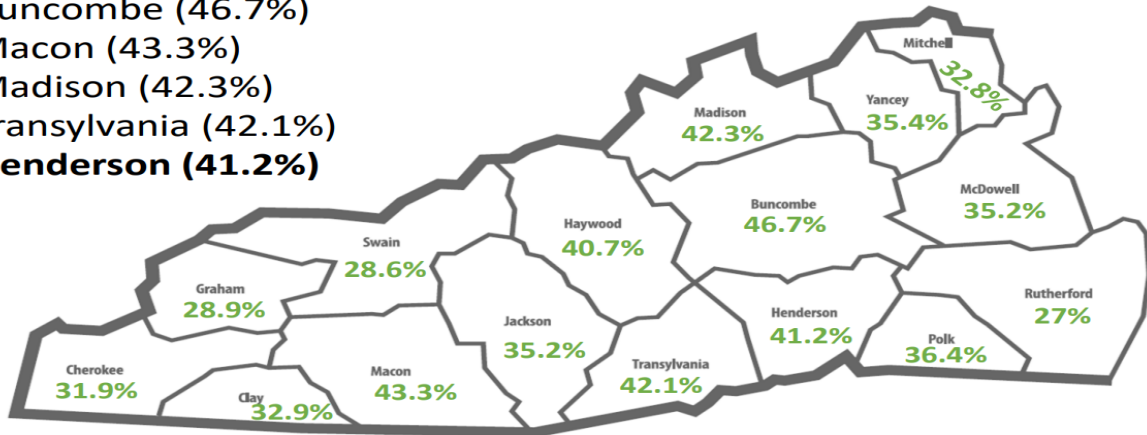 uncombe (46.7%)
Macon (43.3%)
Madison (42.3%)
ransylvania (42.1%)
enderson (41.2%)
Mitchell
32.8%
Madison
42.3%
Yancey
35.4%
McDowell
35.2%
Buncombe
46.7%
Haywood
40.7%
Swain
28.6%
Graham
28.9%
Rutherford
27%
Henderson
41.2%
Jackson
35.2%
Polk
36.4%
Transylvania
42.1%
Cherokee
31.9%
Macon
43.3%
Clay
32.9%